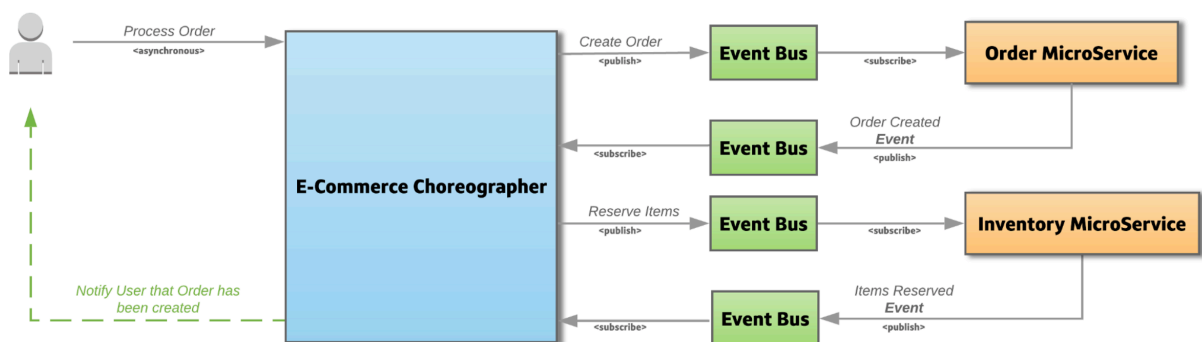 Process Order
<asynchronous>
Create Order
<publish>
Event Bus
<subscribe>
Order MicroService
Order Created
Event
<publish>
Event Bus
<subscribe>
E-Commerce Choreographer
Reserve Items
<publish>
Event Bus
<subscribe>
Inventory MicroService
Items Reserved
Event
<publish>
Event Bus
<subscribe>
Notify User that Order has
been created